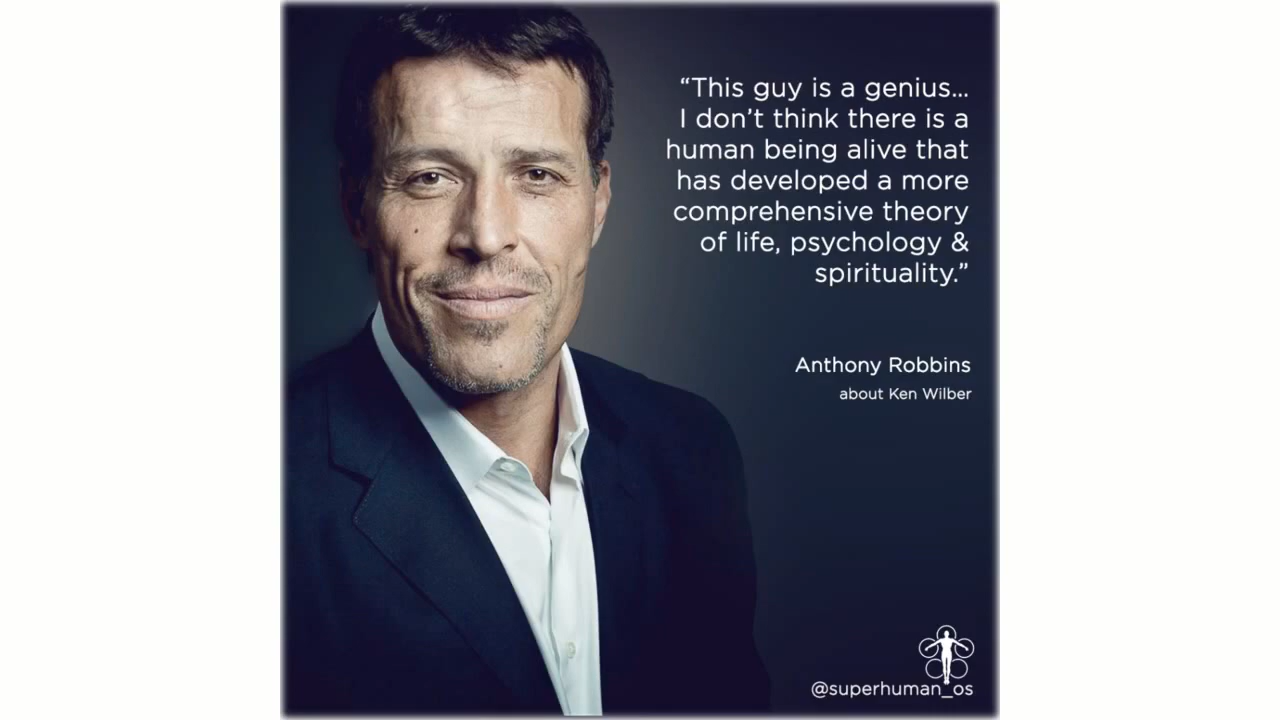 “This guy is a genius...
I don’t think there is a
human being alive that
has developed a more
comprehensive theory
of life, psychology &
spirituality.”
Anthony Robbins
about Ken Wilber
@superhuman_os